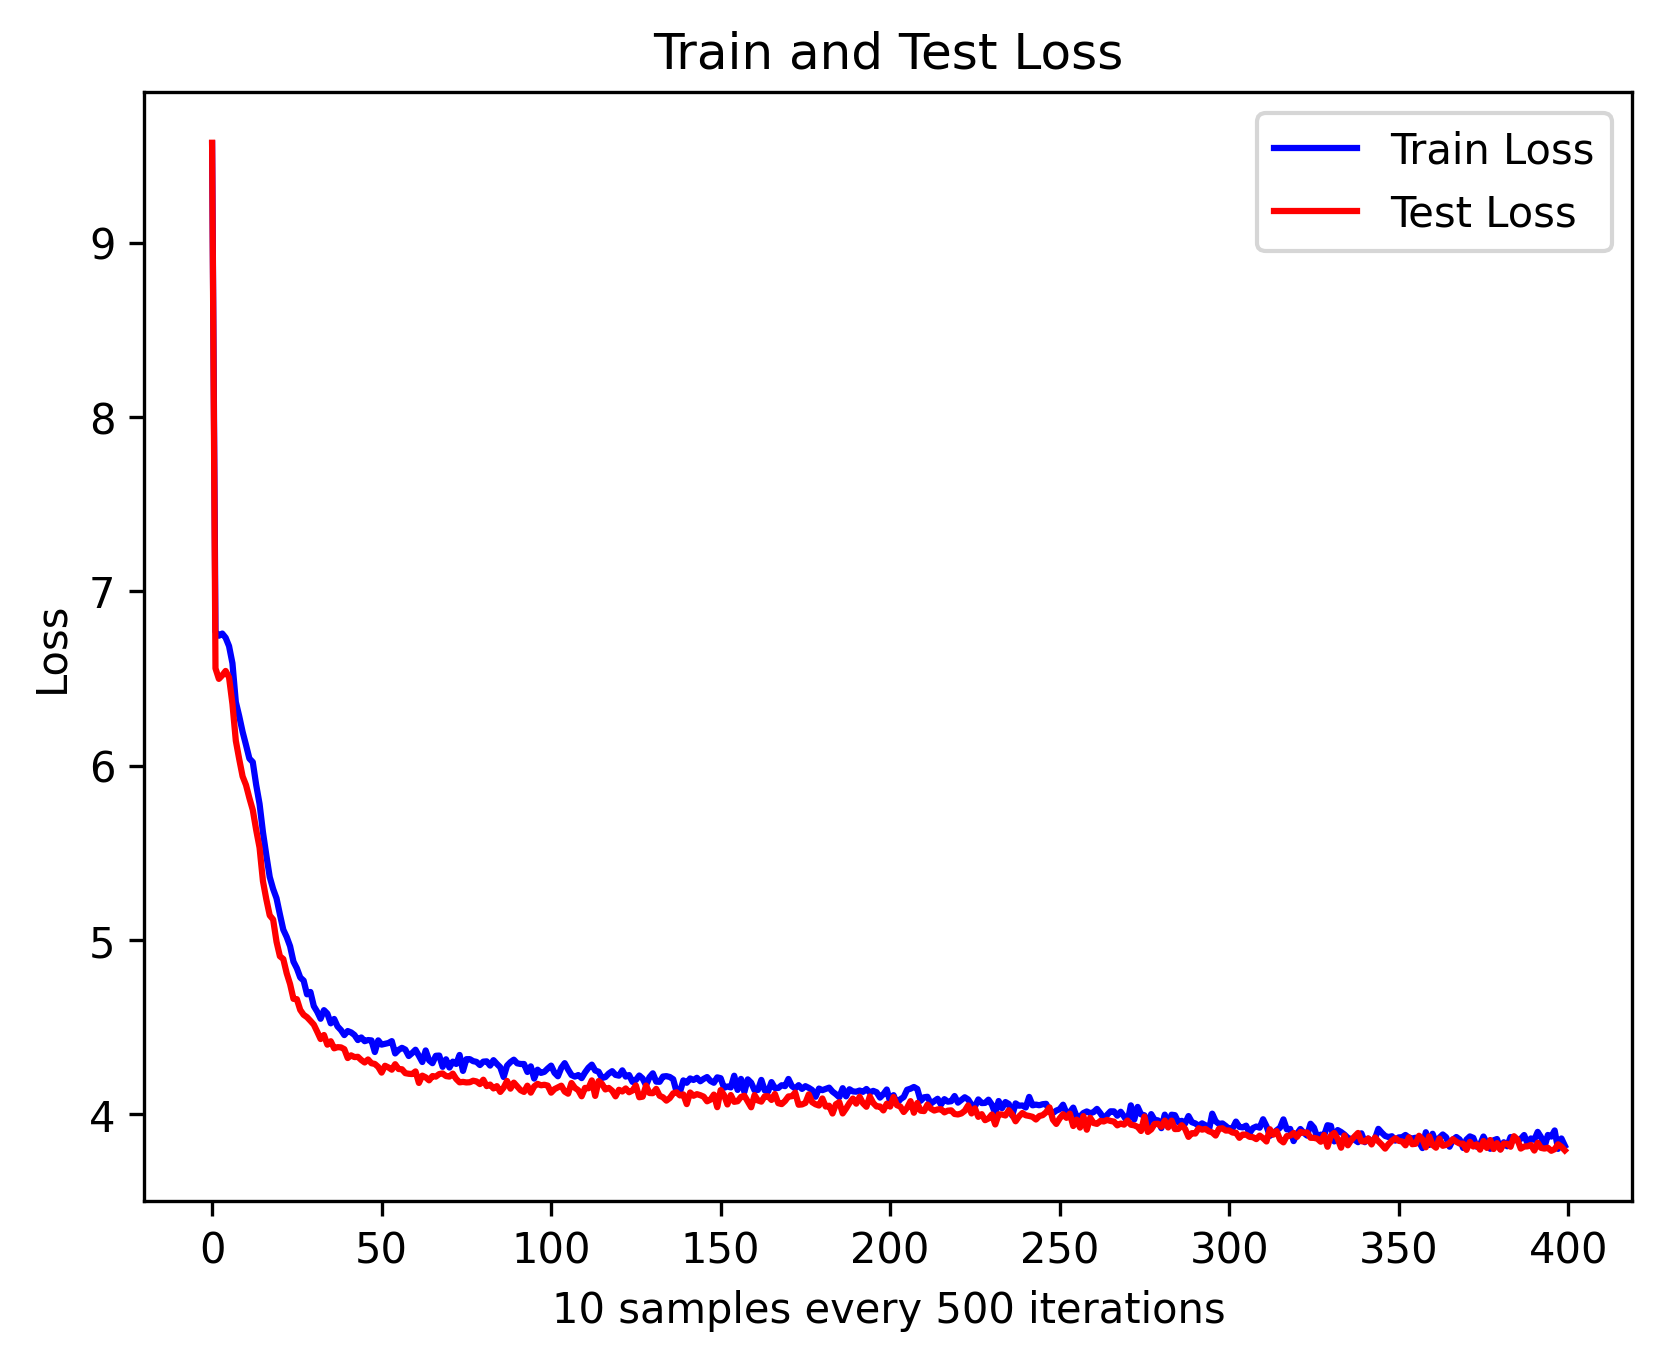 Train and Test Loss
Train Loss
Test Loss
9
8
7
6
5
4
Loss
0 50 100 150 200 250 300 350 400
10 samples every 500 iterations